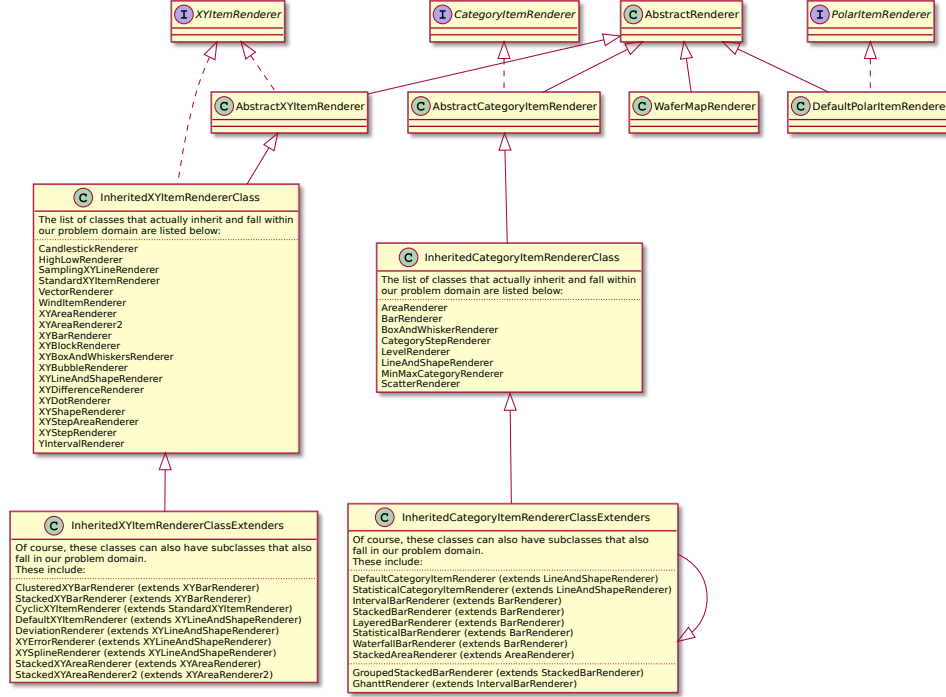 I XYItemRenderer
I CategoryItemRenderer
C AbstractRenderer
I PolarItemRenderer
C AbstractXYItemRenderer
C AbstractCategoryItemRenderer
C WaferMapRenderer
C DefaultPolarItemRendere
C InheritedXYItemRendererClass
The list of classes that actually inherit and fall within
our problem domain are listed below:
CandlestickRenderer
HighLowRenderer
SamplingXYLineRenderer
StandardXYItemRenderer
VectorRenderer
WindItemRenderer
XYAreaRenderer
XYAreaRenderer2
XYBarRenderer
XYBlockRenderer
XYBoxAndWhiskersRenderer
XYBubbleRenderer
XYLineAndShapeRenderer
XYDifferenceRenderer
XYDotRenderer
XYShapeRenderer
XYStepAreaRenderer
XYStepRenderer
YIntervalRenderer
C InheritedCategoryItemRendererClass
The list of classes that actually inherit and fall within
our problem domain are listed below:
AreaRenderer
BarRenderer
BoxAndWhiskerRenderer
CategoryStepRenderer
LevelRenderer
LineAndShapeRenderer
MinMaxCategoryRenderer
ScatterRenderer
C InheritedXYItemRendererClassExtenders
Of course, these classes can also have subclasses that also
fall in our problem domain.
These include:
ClusteredXYBarRenderer (extends XYBarRenderer)
StackedXYBarRenderer (extends XYBarRenderer)
CyclicXYItemRenderer (extends StandardXYItemRenderer)
DefaultXYItemRenderer (extends XYLineAndShapeRenderer)
DeviationRenderer (extends XYLineAndShapeRender)
XYErrorRenderer (extends XYLineAndShapeRender)
XYSplineRenderer (extends XYLineAndShapeRender)
StackedXYAreaRenderer (extends XYAreaRenderer)
StackedXYAreaRenderer2 (extends XYAreaRenderer2)
C InheritedCategoryItemRendererClassExtenders
Of course, these classes can also have subclasses that also
fall in our problem domain.
These include:
DefaultCategoryItemRenderer (extends LineAndShapeRenderer)
StatisticalCategoryItemRenderer (extends LineAndShapeRenderer)
IntervalBarRenderer (extends BarRenderer)
StackedBarRenderer (extends BarRenderer)
LayeredBarRenderer (extends BarRenderer)
StatisticalBarRenderer (extends BarRenderer)
WaterfallBarRenderer (extends BarRenderer)
StackedAreaRenderer (extends AreaRenderer)
GroupedStackedBarRenderer (extends StackedBarRenderer)
GhanttRenderer (extends IntervalBarRenderer)